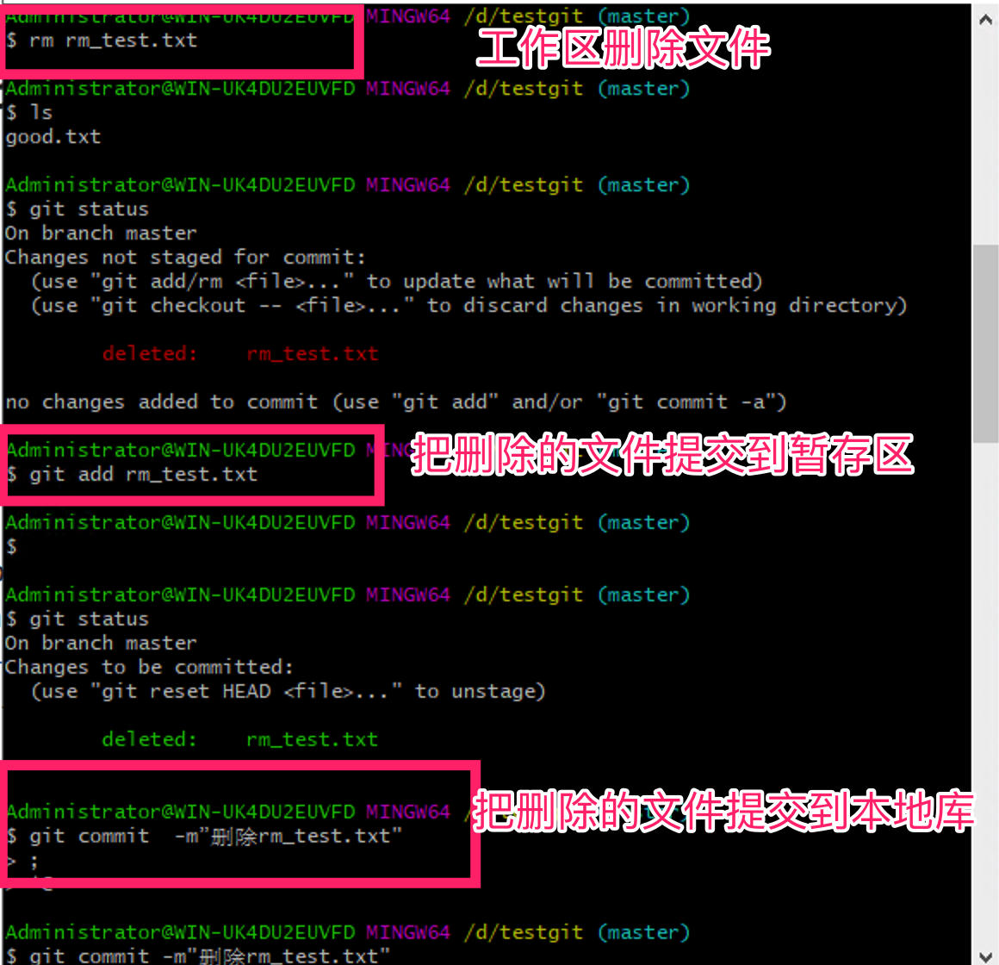 Administrator@WIN-UK4DU2EUVFD MINGW64 /d/testgit (master)
$ rm rm_test.txt
工作区删除文件
Administrator@WIN-UK4DU2EUVFD MINGW64 /d/testgit (master)
$ ls
good.txt
Administrator@WIN-UK4DU2EUVFD MINGW64 /d/testgit (master)
$ git status
On branch master
Changes not staged for commit:
  (use "git add/rm <file>..." to update what will be committed)
  (use "git checkout -- <file>..." to discard changes in working directory)
        deleted:    rm_test.txt
no changes added to commit (use "git add" and/or "git commit -a")
Administrator@WIN-UK4DU2EUVFD
把删除的文件提交到暂存区
$ git add rm_test.txt
Administrator@WIN-UK4DU2EUVFD MINGW64 /d/testgit (master)
$
Administrator@WIN-UK4DU2EUVFD MINGW64 /d/testgit (master)
$ git status
On branch master
Changes to be committed:
  (use "git reset HEAD <file>..." to unstage)
        deleted:    rm_test.txt
Administrator@WIN-UK4DU2EUVFD MINGW64
把删除的文件提交到本地库
$ git commit  -m”删除rm_test.txt"
> ;
Administrator@WIN-UK4DU2EUVFD MINGW64 /d/testgit (master)
$ git commit -m"删除rm_test.txt"